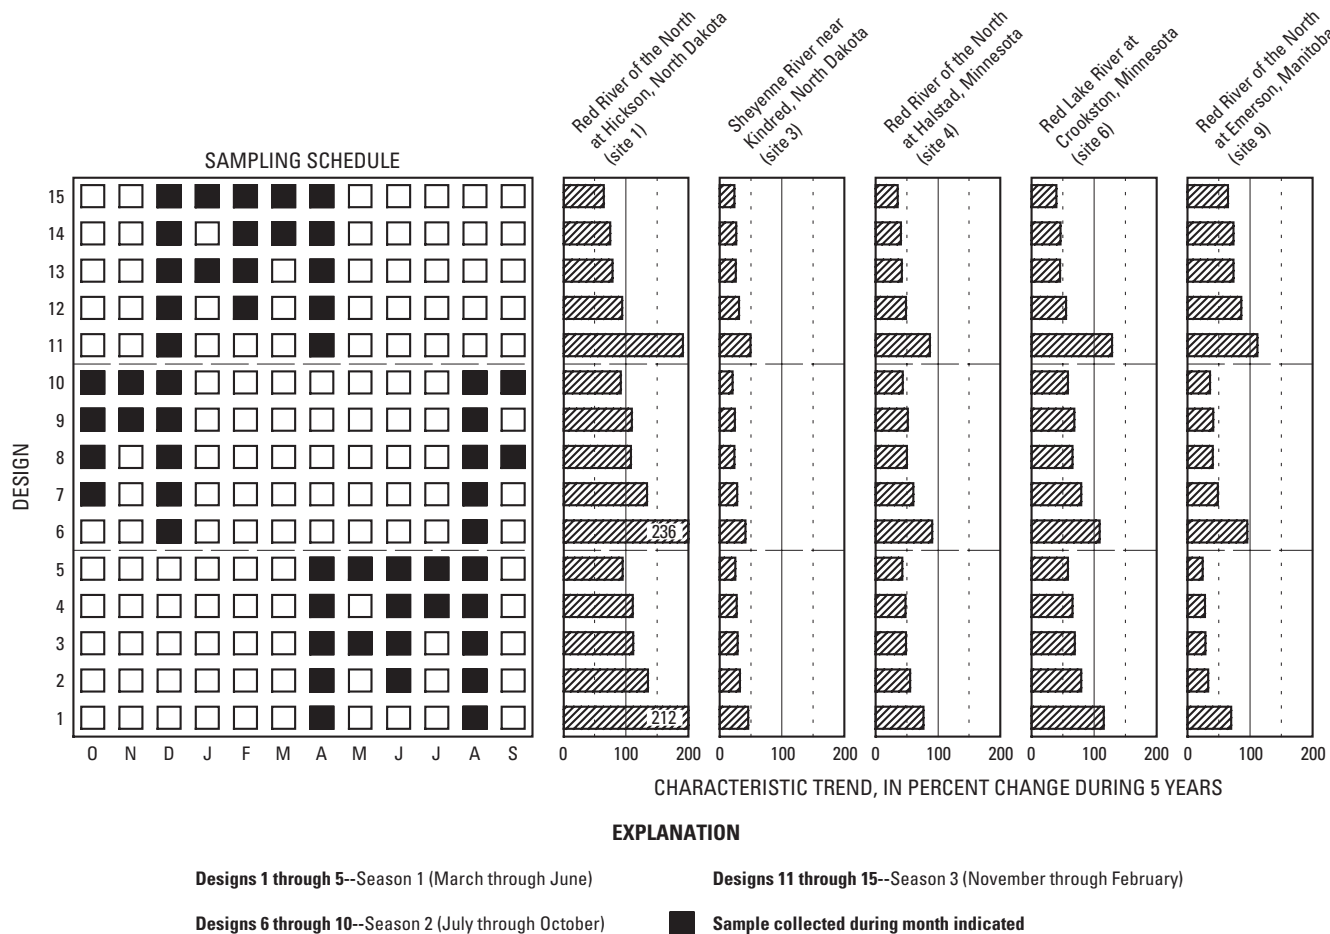 Red River of the North
at Hickson, North Dakota
(site 1)
Sheyenne River near
Kindred, North Dakota
(site 3)
Red River of the North
at Halstad, Minnesota
(site 4)
Red Lake River at
Crookston, Minnesota
(site 6)
Red River of the North
at Emerson, Manitoba
(site 9)
SAMPLING SCHEDULE
DESIGN
15
14
13
12
11
10
9
8
7
6
236
5
4
3
2
1
212
O N D J F M A M J J A S
0 100 200 0 100 200 0 100 200 0 100 200 0 100 200
CHARACTERISTIC TREND, IN PERCENT CHANGE DURING 5 YEARS
EXPLANATION
Designs 1 through 5--Season 1 (March through June)
Designs 11 through 15--Season 3 (November through February)
Designs 6 through 10--Season 2 (July through October)
Sample collected during month indicated